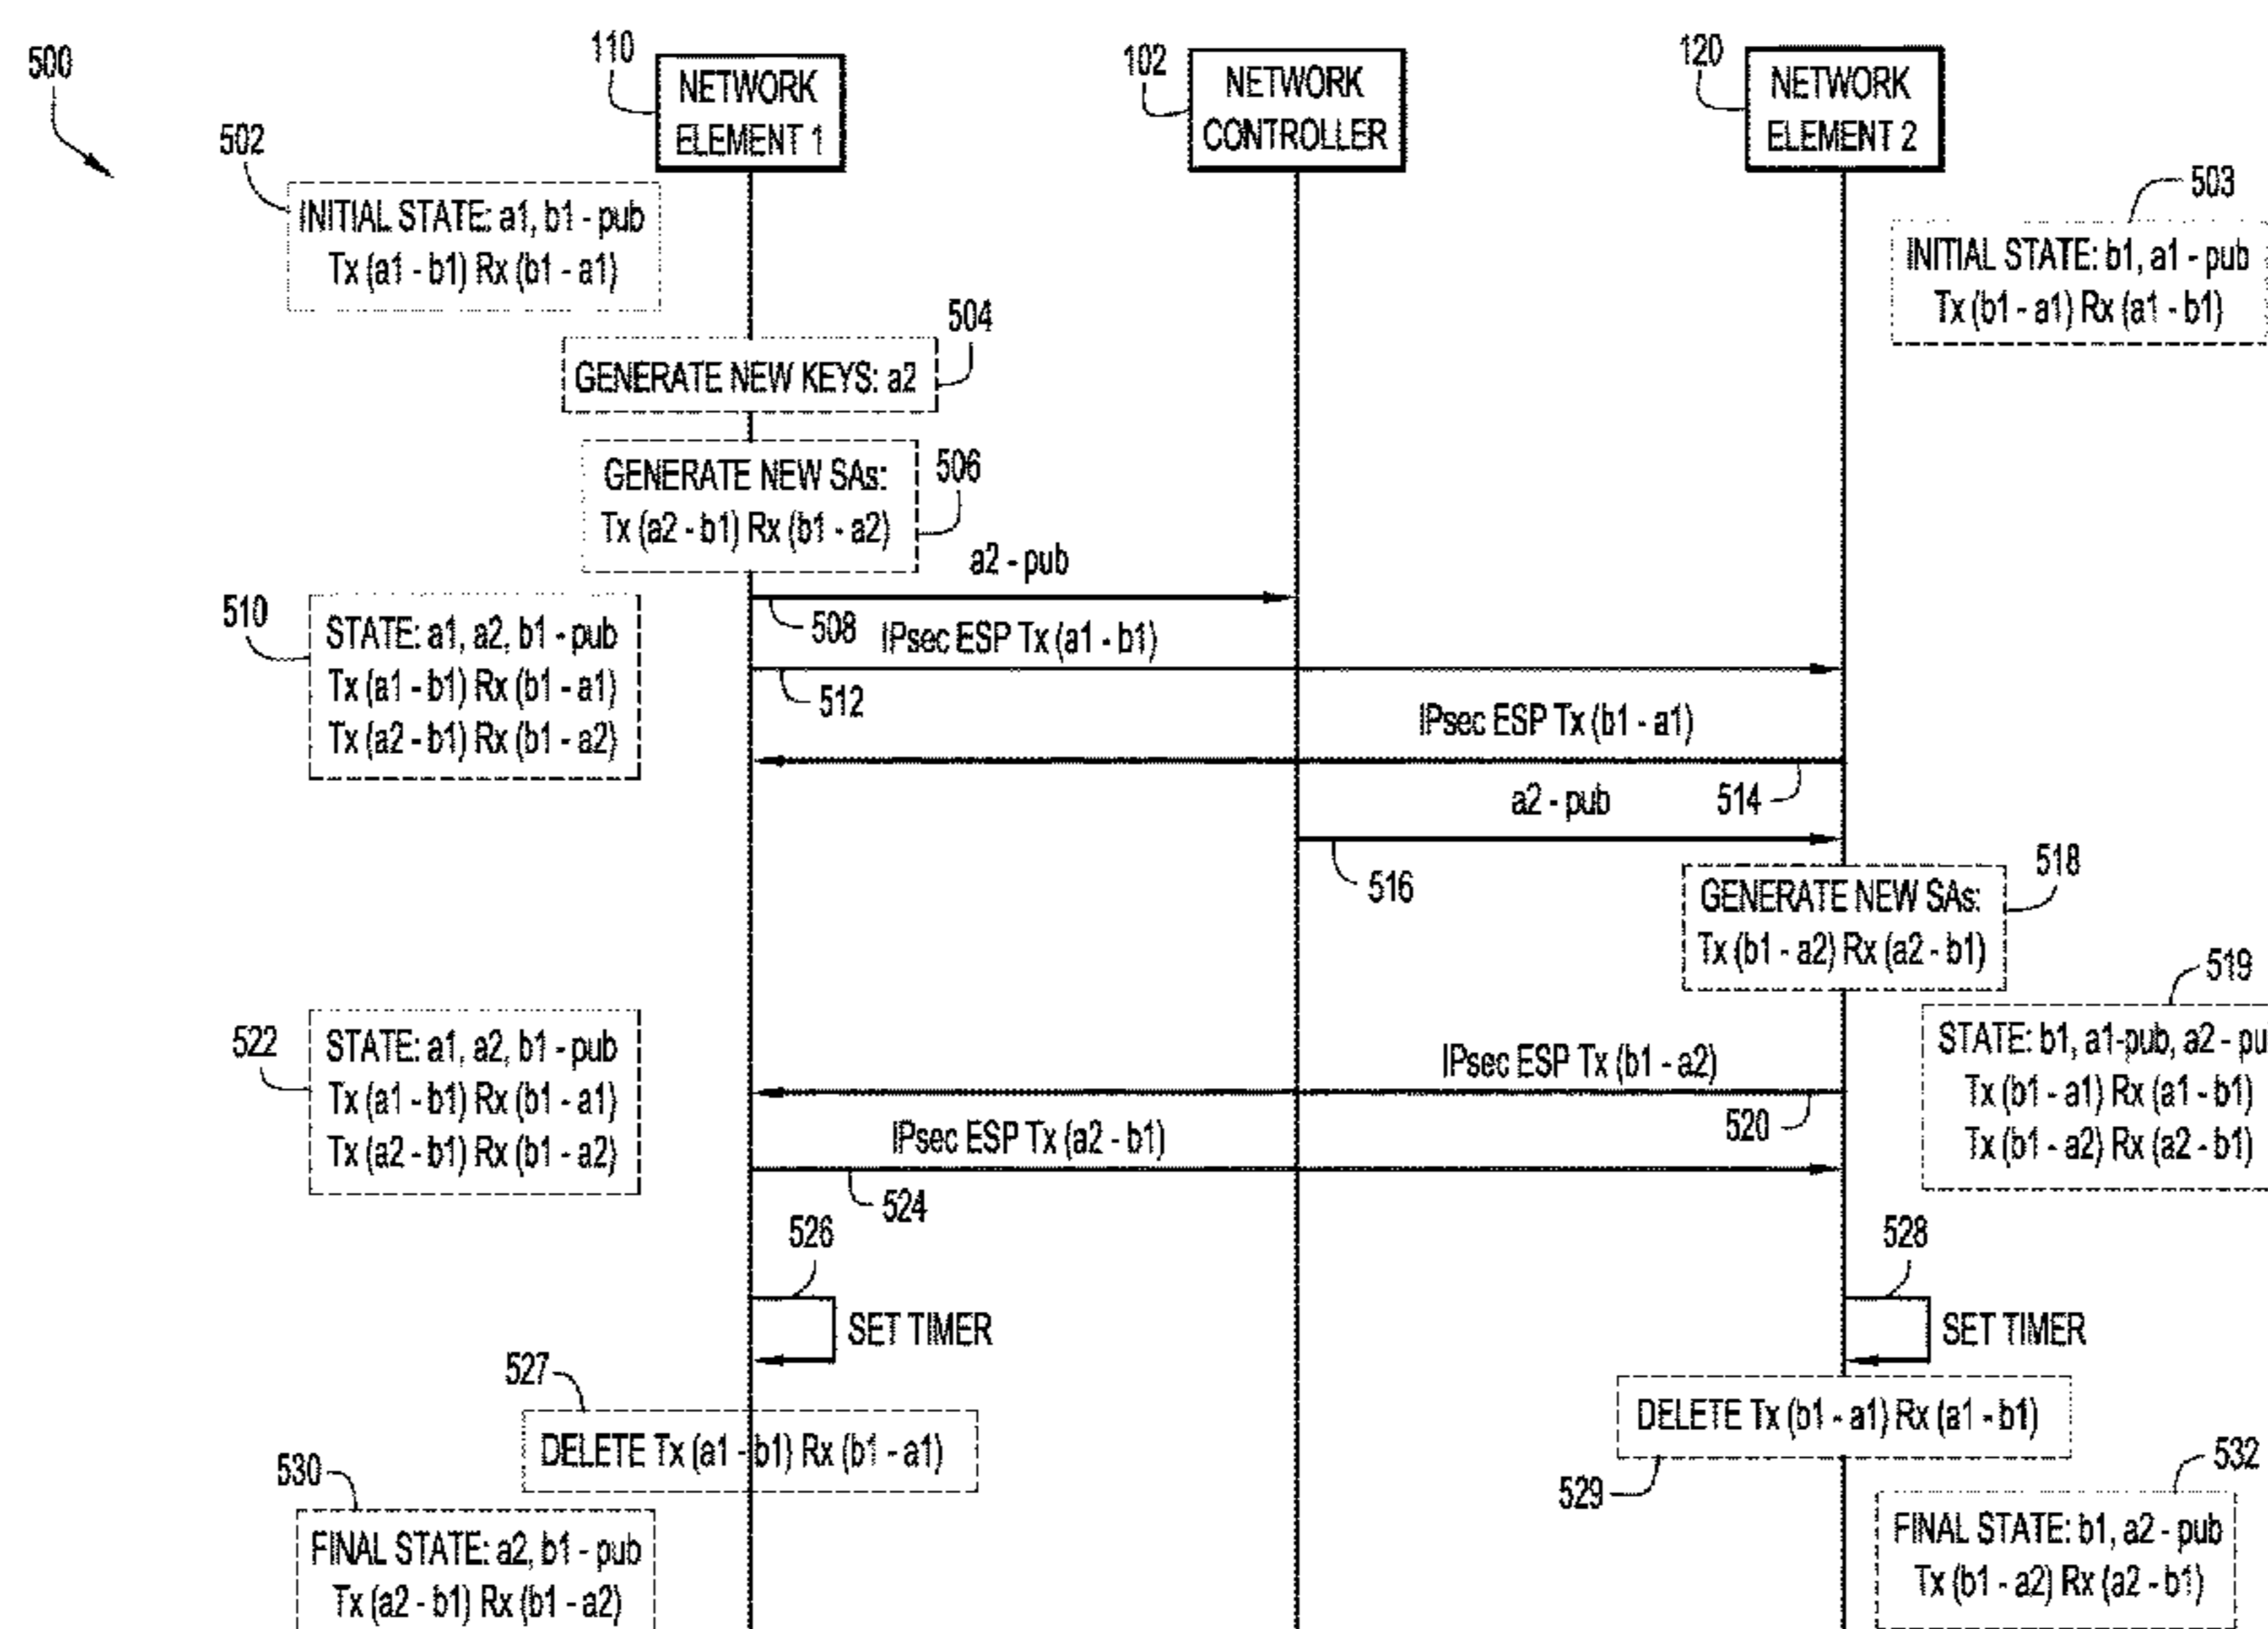 500
110
NETWORK
ELEMENT 1
102
NETWORK
CONTROLLER
120
NETWORK
ELEMENT 2
502
INITIAL STATE: a1, b1 - pub
Tx (a1 - b1) Rx (b1 - a1)
503
INITIAL STATE: b1, a1 - pub
Tx (b1 - a1) Rx (a1 - b1)
504
GENERATE NEW KEYS: a2
506
GENERATE NEW SAs:
Tx (a2 - b1) Rx (b1 - a2)
a2 - pub
508
510
STATE: a1, a2, b1 - pub
Tx (a1 - b1) Rx (b1 - a1)
Tx (a2 - b1) Rx (b1 - a2)
IPsec ESP Tx (a1 - b1)
512
IPsec ESP Tx (b1 - a1)
514
a2 - pub
516
518
GENERATE NEW SAs:
Tx (b1 - a2) Rx (a2 - b1)
519
STATE: b1, a1-pub, a2 - pu
Tx (b1 - a1) Rx (a1 - b1)
Tx (b1 - a2) Rx (a2 - b1)
522
STATE: a1, a2, b1 - pub
Tx (a1 - b1) Rx (b1 - a1)
Tx (a2 - b1) Rx (b1 - a2)
IPsec ESP Tx (b1 - a2)
520
IPsec ESP Tx (a2 - b1)
524
526
SET TIMER
528
SET TIMER
527
DELETE Tx (a1 - b1) Rx (b1 - a1)
DELETE Tx (b1 - a1) Rx (a1 - b1)
529
530
FINAL STATE: a2, b1 - pub
Tx (a2 - b1) Rx (b1 - a2)
532
FINAL STATE: b1, a2 - pub
Tx (b1 - a2) Rx (a2 - b1)